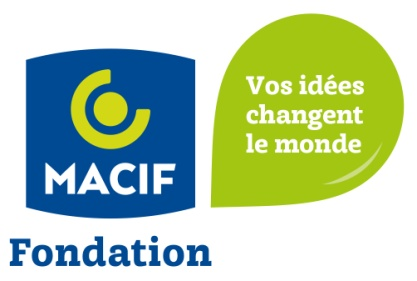 MACIF
Fondation
Vos idées
changent
le monde